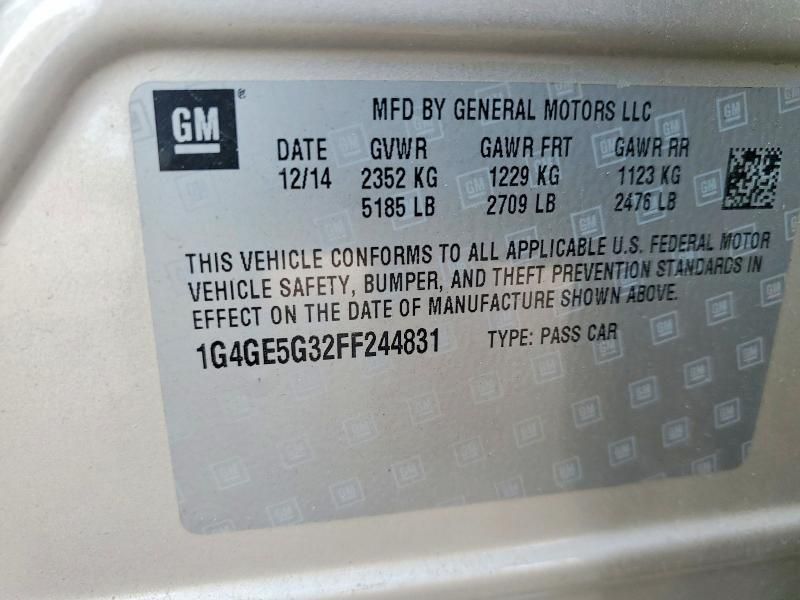 GM
MFD BY GENERAL MOTORS LLC
DATE GVWR GAWR FRT GAWR RR
12/14 2352 KG 1229 KG 1123 KG
5185 LB 2709 LB 2476 LB
THIS VEHICLE CONFORMS TO ALL APPLICABLE U.S. FEDERAL MOTOR
VEHICLE SAFETY, BUMPER, AND THEFT PREVENTION STANDARDS IN
EFFECT ON THE DATE OF MANUFACTURE SHOWN ABOVE.
1G4GE5G32FF244831 TYPE: PASS CAR